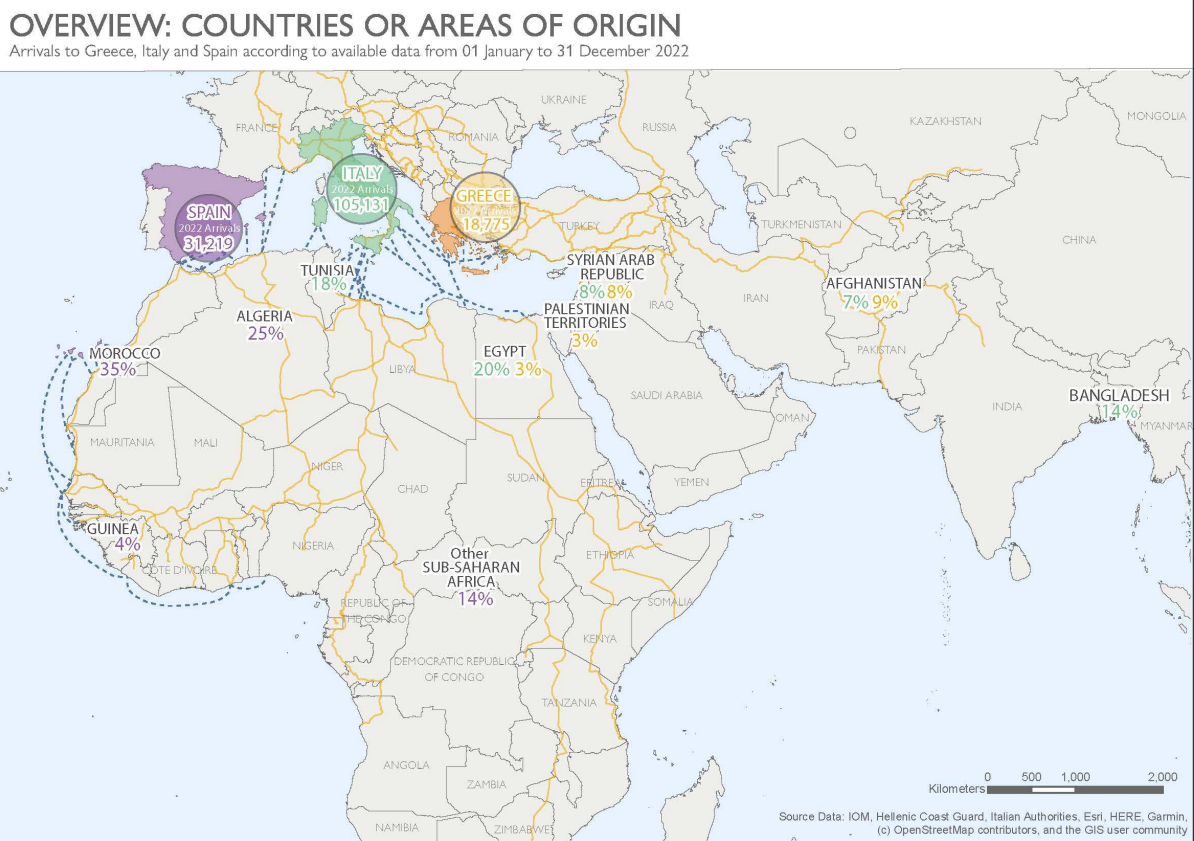 OVERVIEW: COUNTRIES OR AREAS OF ORIGIN
Arrivals to Greece, Italy and Spain according to available data from 01 January to 31 December 2022
UKRAINE
KAZAKHSTAN
MONGOLIA
FRANCE
ROMANIA
RUSSIA
ITALY
2022 Arrivals
105,131
GREECE
18,775
SPAIN
2022 Arrivals
31,219
TURKEY
TURKMENISTAN
CHINA
TUNISIA
18%
SYRIAN ARAB
REPUBLIC
8% 8%
AFGHANISTAN
7% 9%
IRAQ
IRAN
ALGERIA
25%
PALESTINIAN
TERRITORIES
3%
MOROCCO
35%
EGYPT
20% 3%
LIBYA
PAKISTAN
SAUDI ARABIA
OMAN
INDIA
BANGLADESH
14%
MYANMAR
MAURITANIA
MALI
NIGER
CHAD
SUDAN
ERITREA
YEMEN
GUINEA
4%
NIGERIA
CÔTE D'IVOIRE
Other
SUB-SAHARAN
AFRICA
14%
ETHIOPIA
REPUBLIC OF
THE CONGO
SOMALIA
KENYA
DEMOCRATIC REPUBLIC
OF CONGO
TANZANIA
ANGOLA
ZAMBIA
NAMIBIA
ZIMBABWE
0 500 1,000 2,000
Kilometers
Source Data: IOM, Hellenic Coast Guard, Italian Authorities, Esri, HERE, Garmin,
(c) OpenStreetMap contributors, and the GIS user community